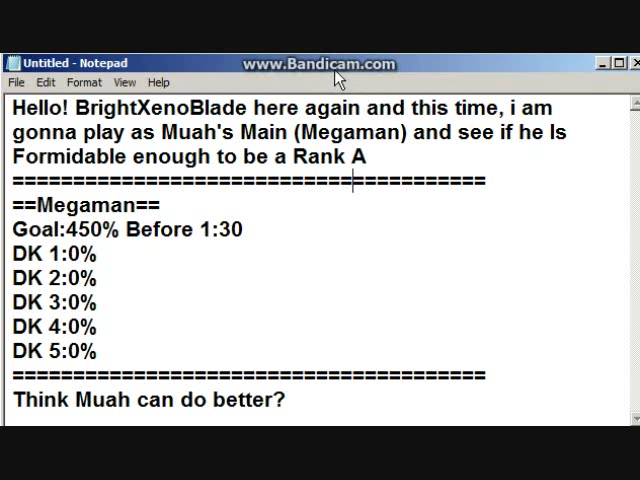 Untitled - Notepad
www.Bandicam.com
File Edit Format View Help
Hello! BrightXenoBlade here again and this time, i am
gonna play as Muah's Main (Megaman) and see if he Is
Formidable enough to be a Rank A
=======================================
==Megaman==
Goal:450% Before 1:30
DK 1:0%
DK 2:0%
DK 3:0%
DK 4:0%
DK 5:0%
=======================================
Think Muah can do better?